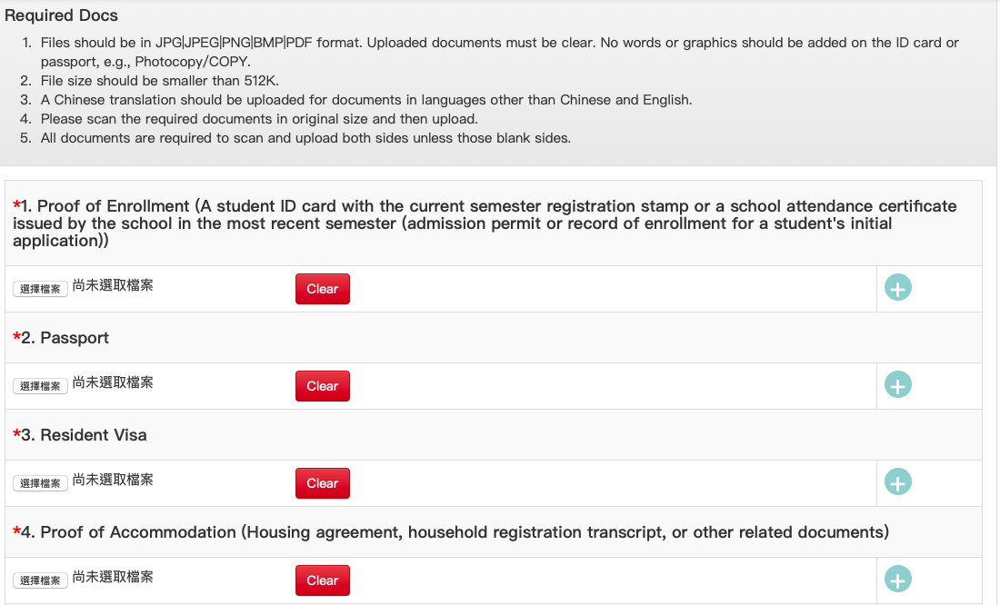 Required Docs
1. Files should be in JPG|JPEG|PNG|BMP|PDF format. Uploaded documents must be clear. No words or graphics should be added on the ID card or
passport, e.g., Photocopy/COPY.
2. File size should be smaller than 512K.
3. A Chinese translation should be uploaded for documents in languages other than Chinese and English.
4. Please scan the required documents in original size and then upload.
5. All documents are required to scan and upload both sides unless those blank sides.
*1. Proof of Enrollment (A student ID card with the current semester registration stamp or a school attendance certificate
issued by the school in the most recent semester (admission permit or record of enrollment for a student's initial
application))
選擇檔案 尚未選取檔案 Clear +
*2. Passport
選擇檔案 尚未選取檔案 Clear +
*3. Resident Visa
選擇檔案 尚未選取檔案 Clear +
*4. Proof of Accommodation (Housing agreement, household registration transcript, or other related documents)
選擇檔案 尚未選取檔案 Clear +